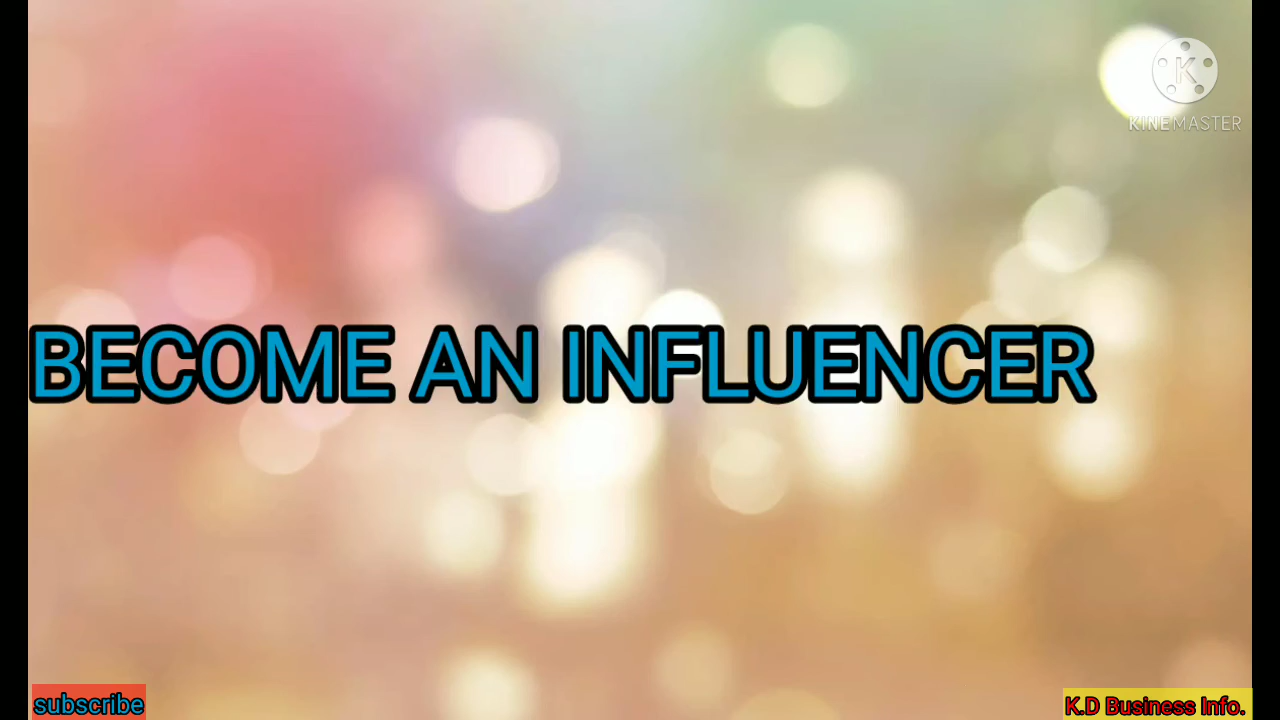 K
KINEMASTER
BECOME AN INFLUENCER
subscribe
K.D Business Info.